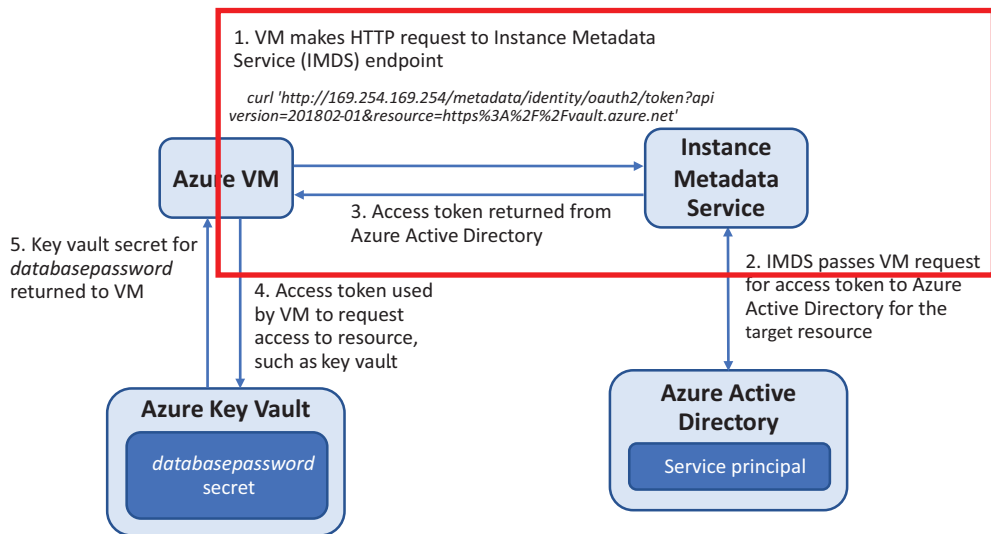 1. VM makes HTTP request to Instance Metadata
Service (IMDS) endpoint
curl 'http://169.254.169.254/metadata/identity/oauth2/token?api
version=201802-01&resource=https%3A%2F%2Fvault.azure.net'
Azure VM
Instance
Metadata
Service
3. Access token returned from
Azure Active Directory
5. Key vault secret for
databasepassword
returned to VM
4. Access token used
by VM to request
access to resource,
such as key vault
2. IMDS passes VM request
for access token to Azure
Active Directory for the
target resource
Azure Key Vault
databasepassword
secret
Azure Active
Directory
Service principal